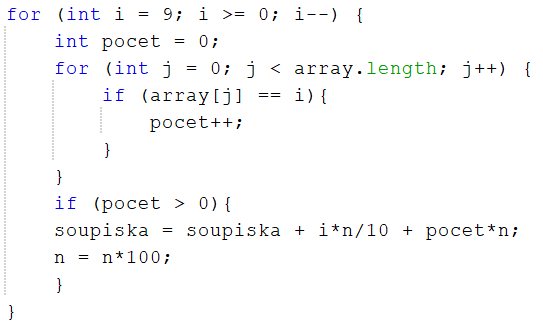 for (int i = 9; i >= 0; i--) {
    int pocet = 0;
    for (int j = 0; j < array.length; j++) {
        if (array[j] == i){
            pocet++;
        }
    }
    if (pocet > 0){
    soupiska = soupiska + i*n/10 + pocet*n;
    n = n*100;
    }
}